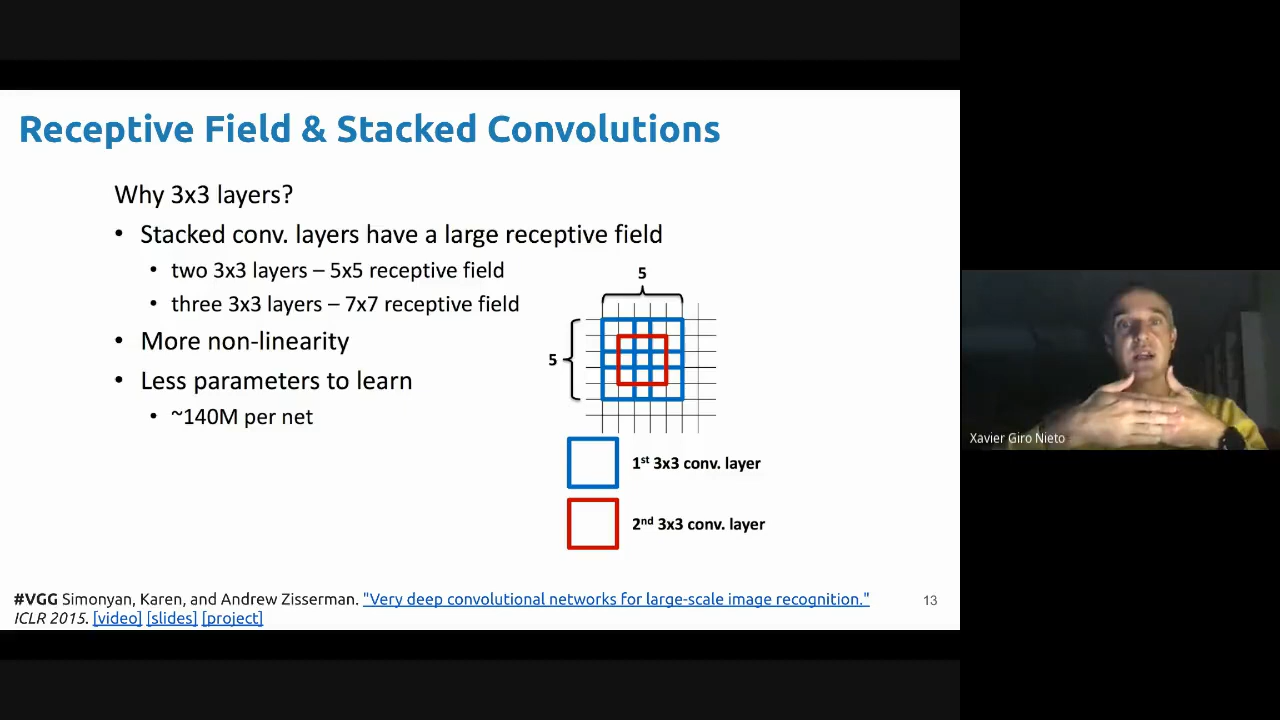 Receptive Field & Stacked Convolutions
Why 3x3 layers?
• Stacked conv. layers have a large receptive field
• two 3x3 layers – 5x5 receptive field
• three 3x3 layers – 7x7 receptive field
• More non-linearity
• Less parameters to learn
• ~140M per net
5
5
1st 3x3 conv. layer
2nd 3x3 conv. layer
#VGG Simonyan, Karen, and Andrew Zisserman. "Very deep convolutional networks for large-scale image recognition."
ICLR 2015. [video] [slides] [project]
13
Xavier Giro Nieto